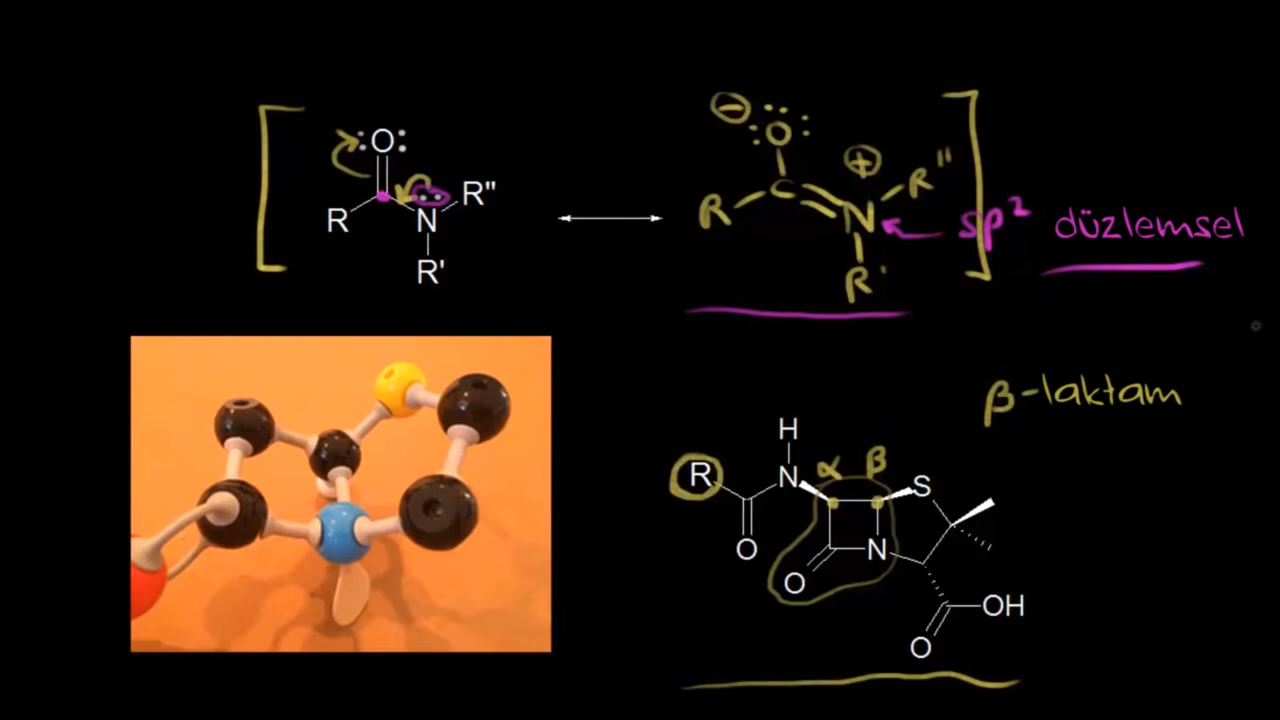 O
R
N
R"
R'
O
C
R
N
R"
R'
sp² düzlemsel
β-laktam
H
R
N
α
β
S
O
O
N
OH
O